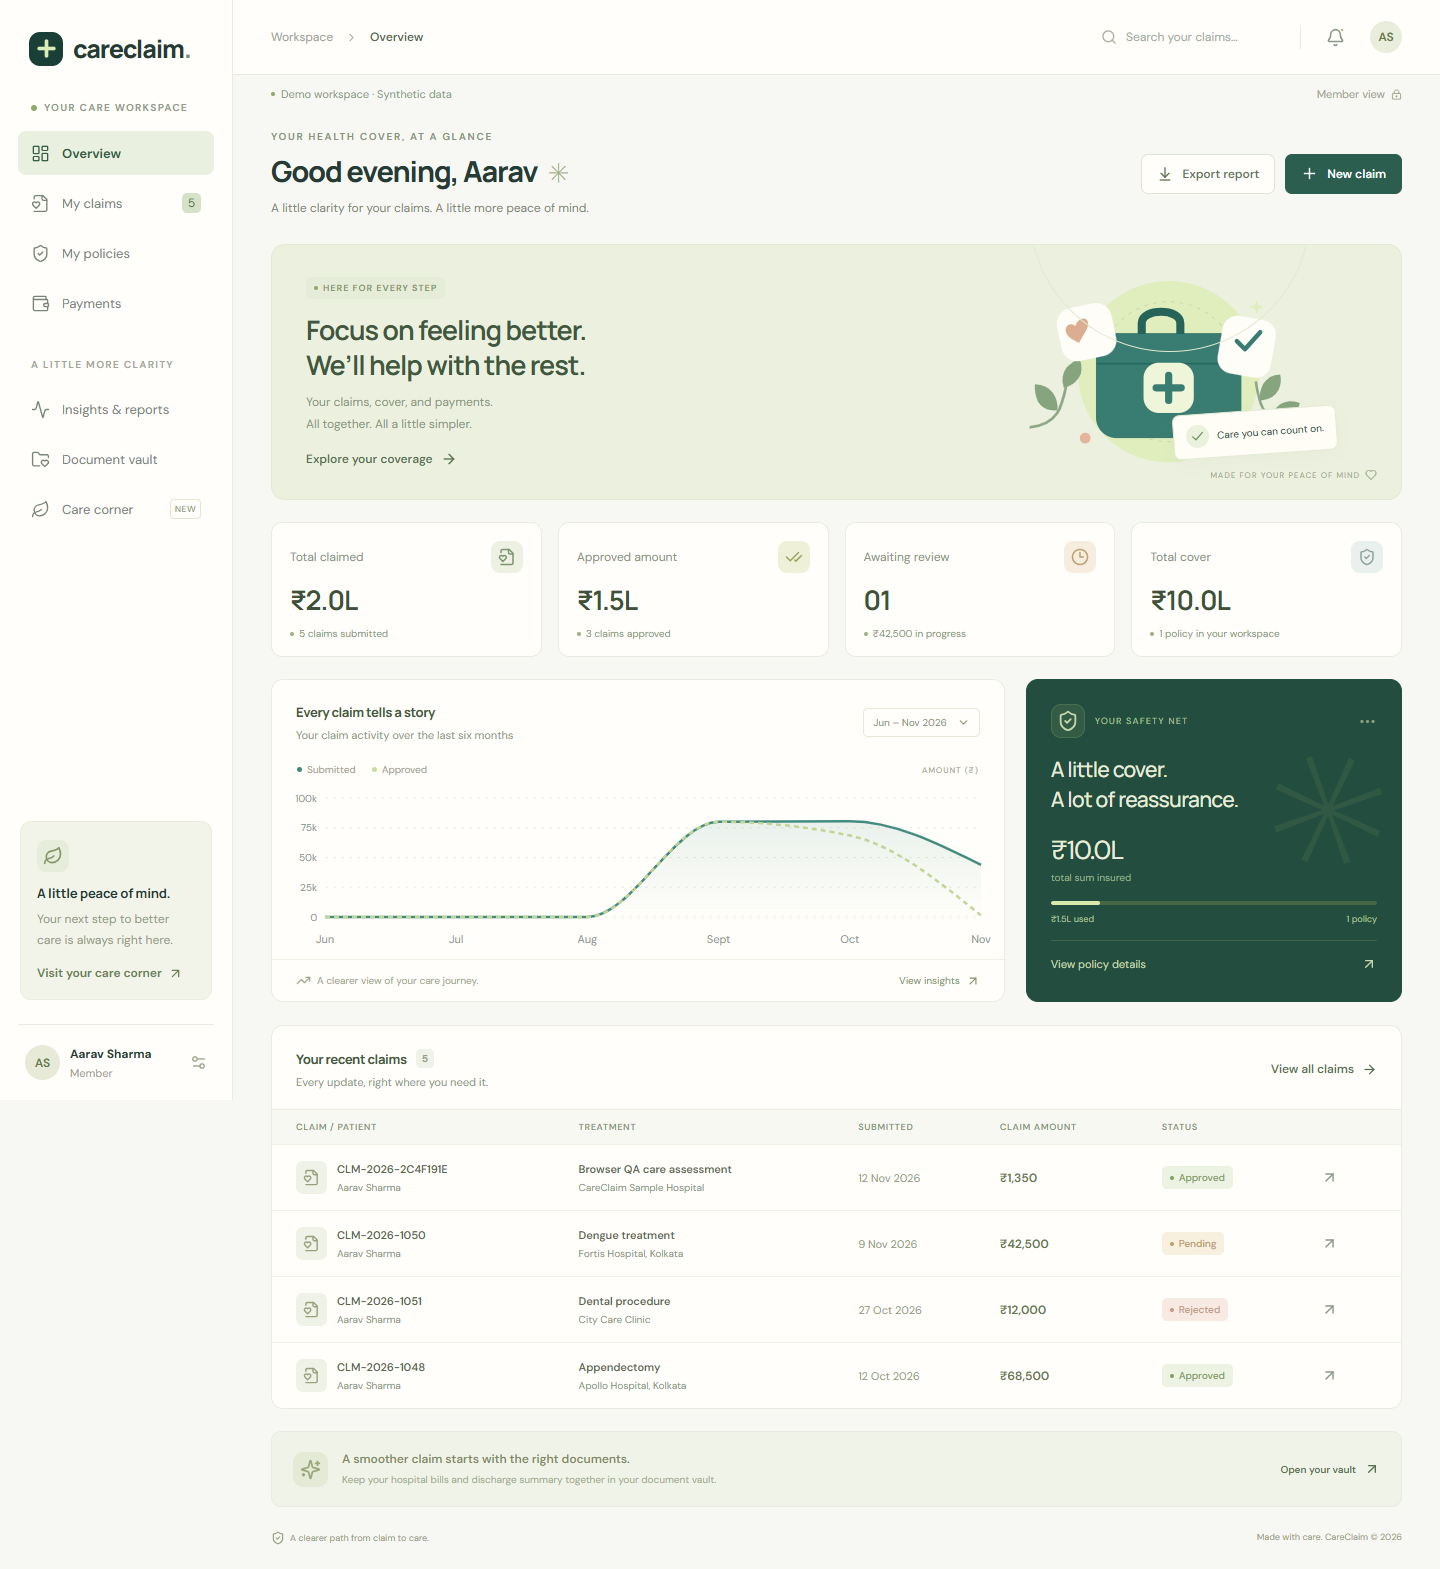 careclaim.
YOUR CARE WORKSPACE
Overview
My claims 5
My policies
Payments
A LITTLE MORE CLARITY
Insights & reports
Document vault
Care corner NEW
A little peace of mind.
Your next step to better
care is always right here.
Visit your care corner
AS Aarav Sharma
Member
Workspace Overview
Search your claims...
AS
Demo workspace · Synthetic data
Member view
YOUR HEALTH COVER, AT A GLANCE
Good evening, Aarav
A little clarity for your claims. A little more peace of mind.
Export report
New claim
HERE FOR EVERY STEP
Focus on feeling better.
We'll help with the rest.
Your claims, cover, and payments.
All together. All a little simpler.
Explore your coverage
Care you can count on.
MADE FOR YOUR PEACE OF MIND
Total claimed
₹2.0L
5 claims submitted
Approved amount
₹1.5L
3 claims approved
Awaiting review
01
₹42,500 in progress
Total cover
₹10.0L
1 policy in your workspace
Every claim tells a story
Your claim activity over the last six months
Jun – Nov 2026
Submitted Approved
AMOUNT (₹)
100k
75k
50k
25k
0
Jun Jul Aug Sept Oct Nov
A clearer view of your care journey.
View insights
YOUR SAFETY NET
A little cover.
A lot of reassurance.
₹10.0L
total sum insured
₹1.5L used 1 policy
View policy details
Your recent claims 5
Every update, right where you need it.
View all claims
CLAIM / PATIENT TREATMENT SUBMITTED CLAIM AMOUNT STATUS
CLM-2026-2C4F191E Browser QA care assessment 12 Nov 2026 ₹1,350 Approved
Aarav Sharma CareClaim Sample Hospital
CLM-2026-1050 Dengue treatment 9 Nov 2026 ₹42,500 Pending
Aarav Sharma Fortis Hospital, Kolkata
CLM-2026-1051 Dental procedure 27 Oct 2026 ₹12,000 Rejected
Aarav Sharma City Care Clinic
CLM-2026-1048 Appendectomy 12 Oct 2026 ₹68,500 Approved
Aarav Sharma Apollo Hospital, Kolkata
A smoother claim starts with the right documents.
Keep your hospital bills and discharge summary together in your document vault.
Open your vault
A clearer path from claim to care.
Made with care. CareClaim © 2026